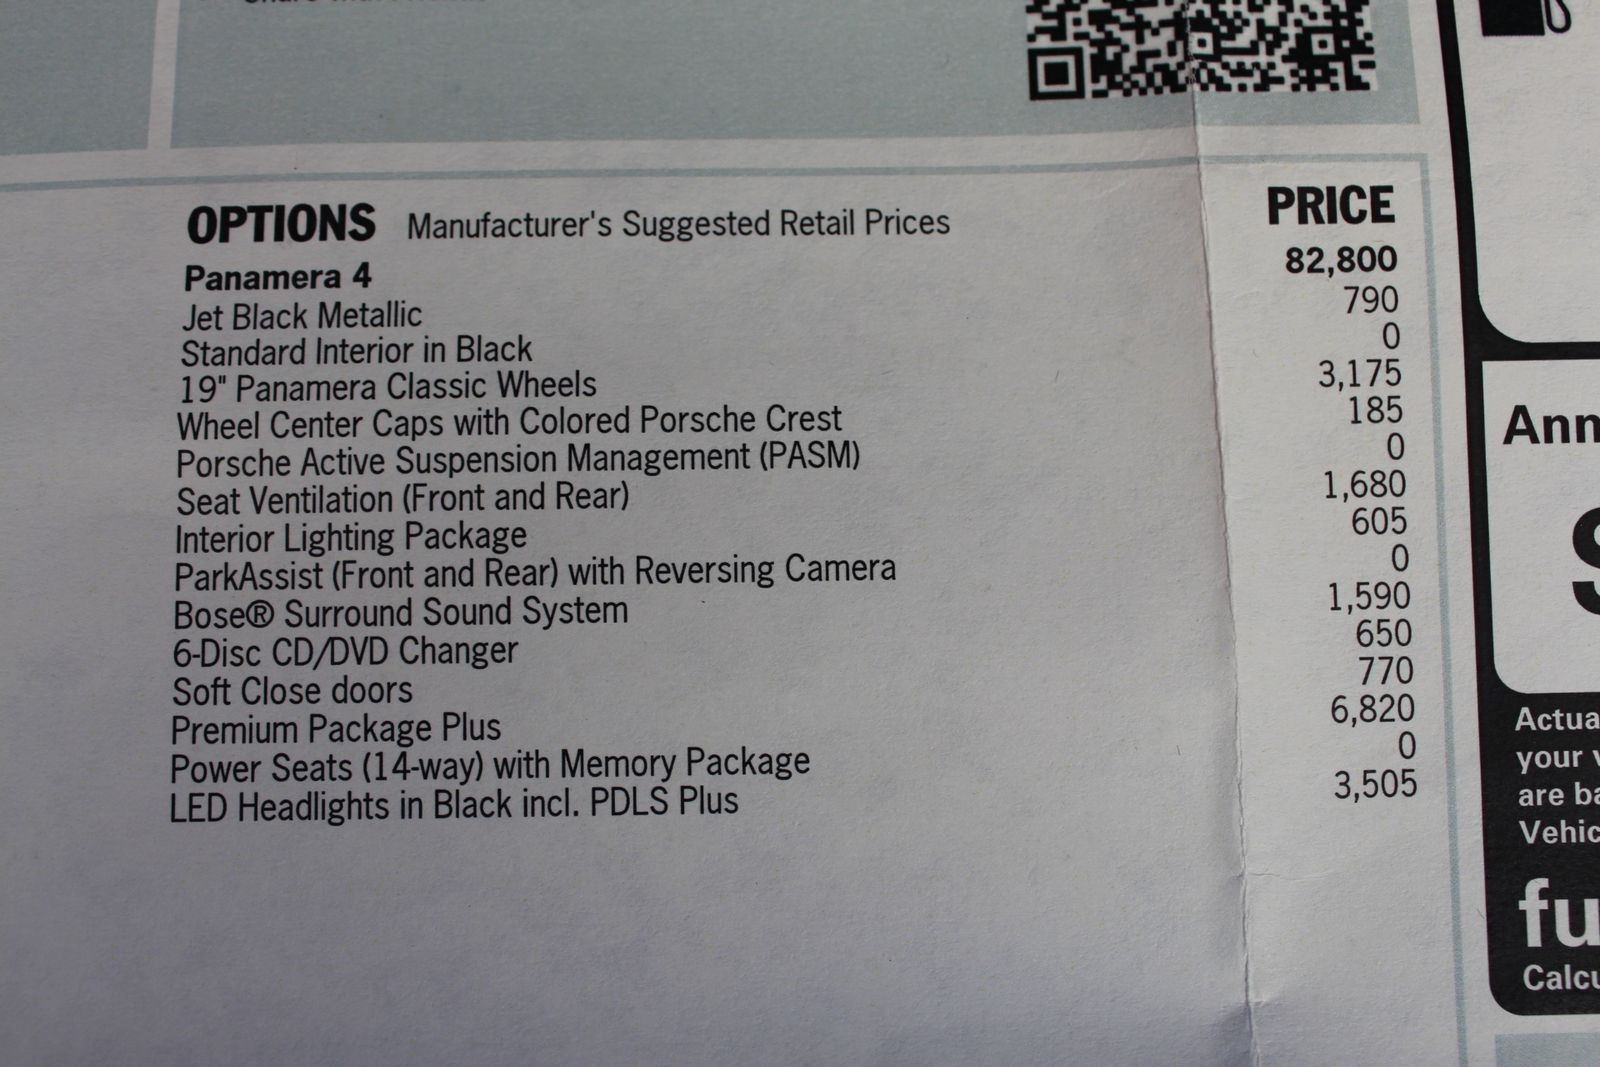 OPTIONS Manufacturer's Suggested Retail Prices PRICE
Panamera 4 82,800
Jet Black Metallic 790
Standard Interior in Black 0
19" Panamera Classic Wheels 3,175
Wheel Center Caps with Colored Porsche Crest 185
Porsche Active Suspension Management (PASM) 0
Seat Ventilation (Front and Rear) 1,680
Interior Lighting Package 605
ParkAssist (Front and Rear) with Reversing Camera 0
Bose® Surround Sound System 1,590
6-Disc CD/DVD Changer 650
Soft Close doors 770
Premium Package Plus 6,820
Power Seats (14-way) with Memory Package 0
LED Headlights in Black incl. PDLS Plus 3,505
Ann
Actua
your v
are ba
Vehic
fu
Calcu